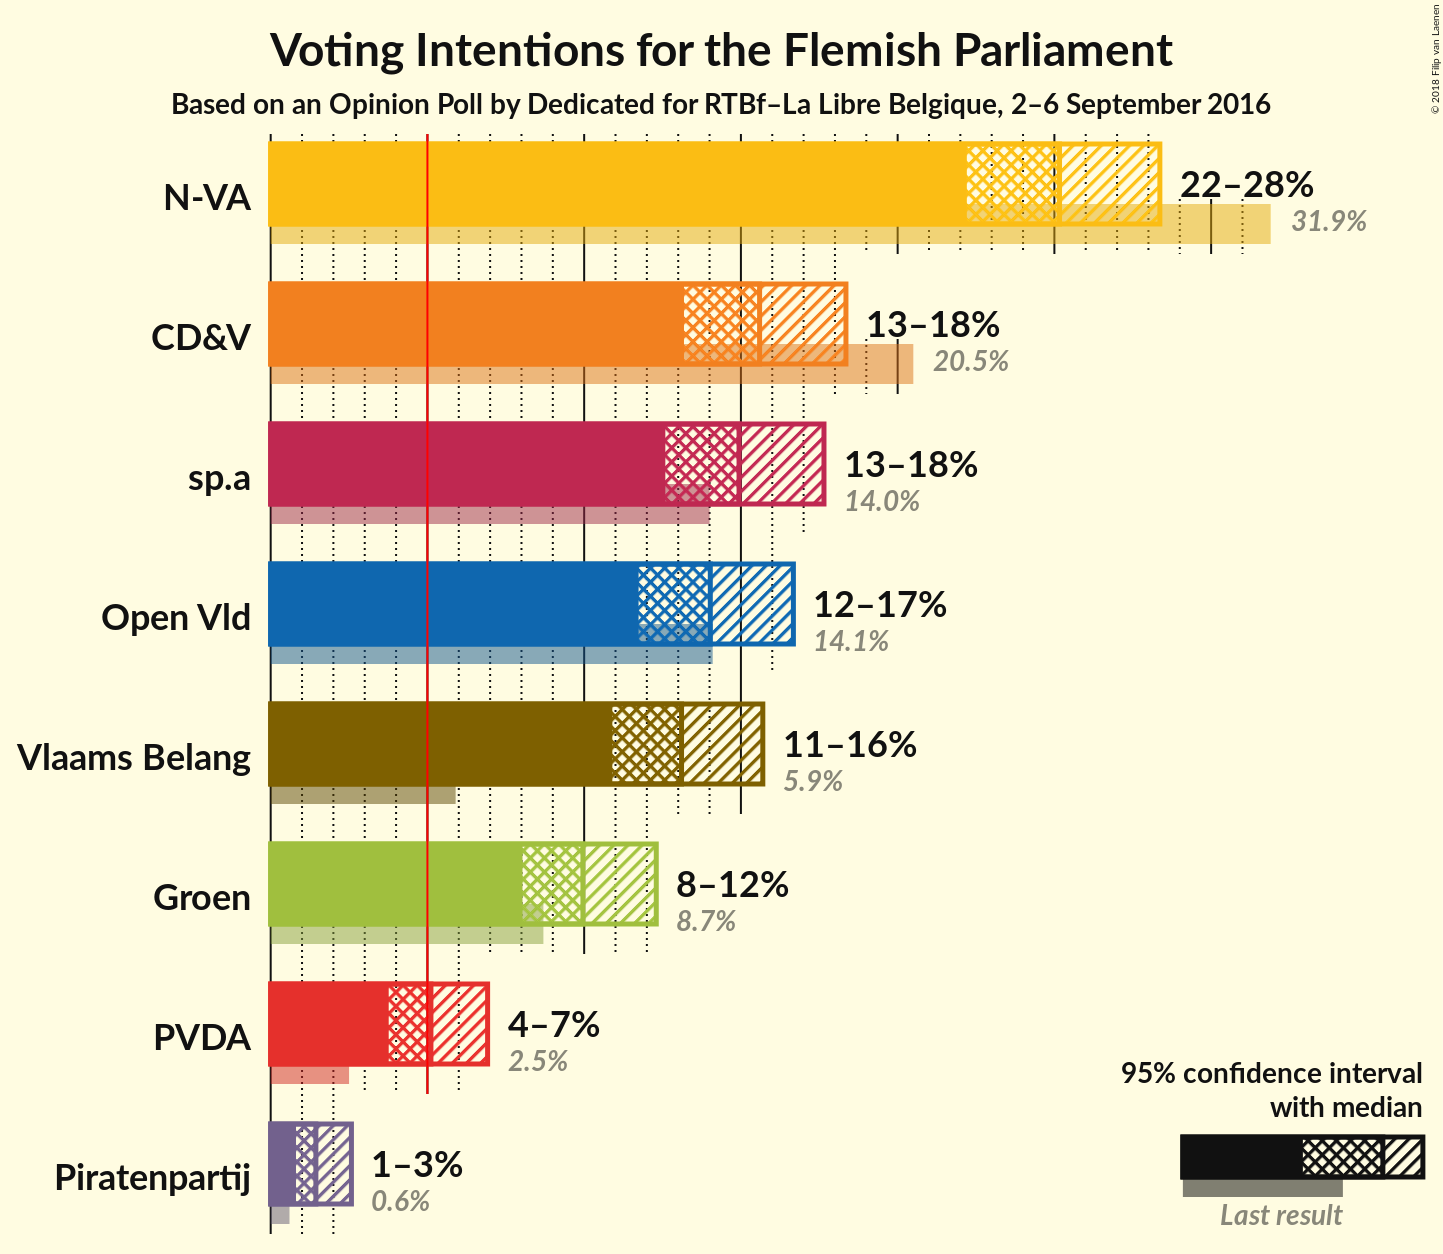 Voting Intentions for the Flemish Parliament
Based on an Opinion Poll by Dedicated for RTBf–La Libre Belgique, 2–6 September 2016
© 2018 Filip van Laenen
N-VA
22–28%
31.9%
CD&V
13–18%
20.5%
sp.a
13–18%
14.0%
Open Vld
12–17%
14.1%
Vlaams Belang
11–16%
5.9%
Groen
8–12%
8.7%
PVDA
4–7%
2.5%
Piratenpartij
1–3%
0.6%
95% confidence interval
with median
Last result